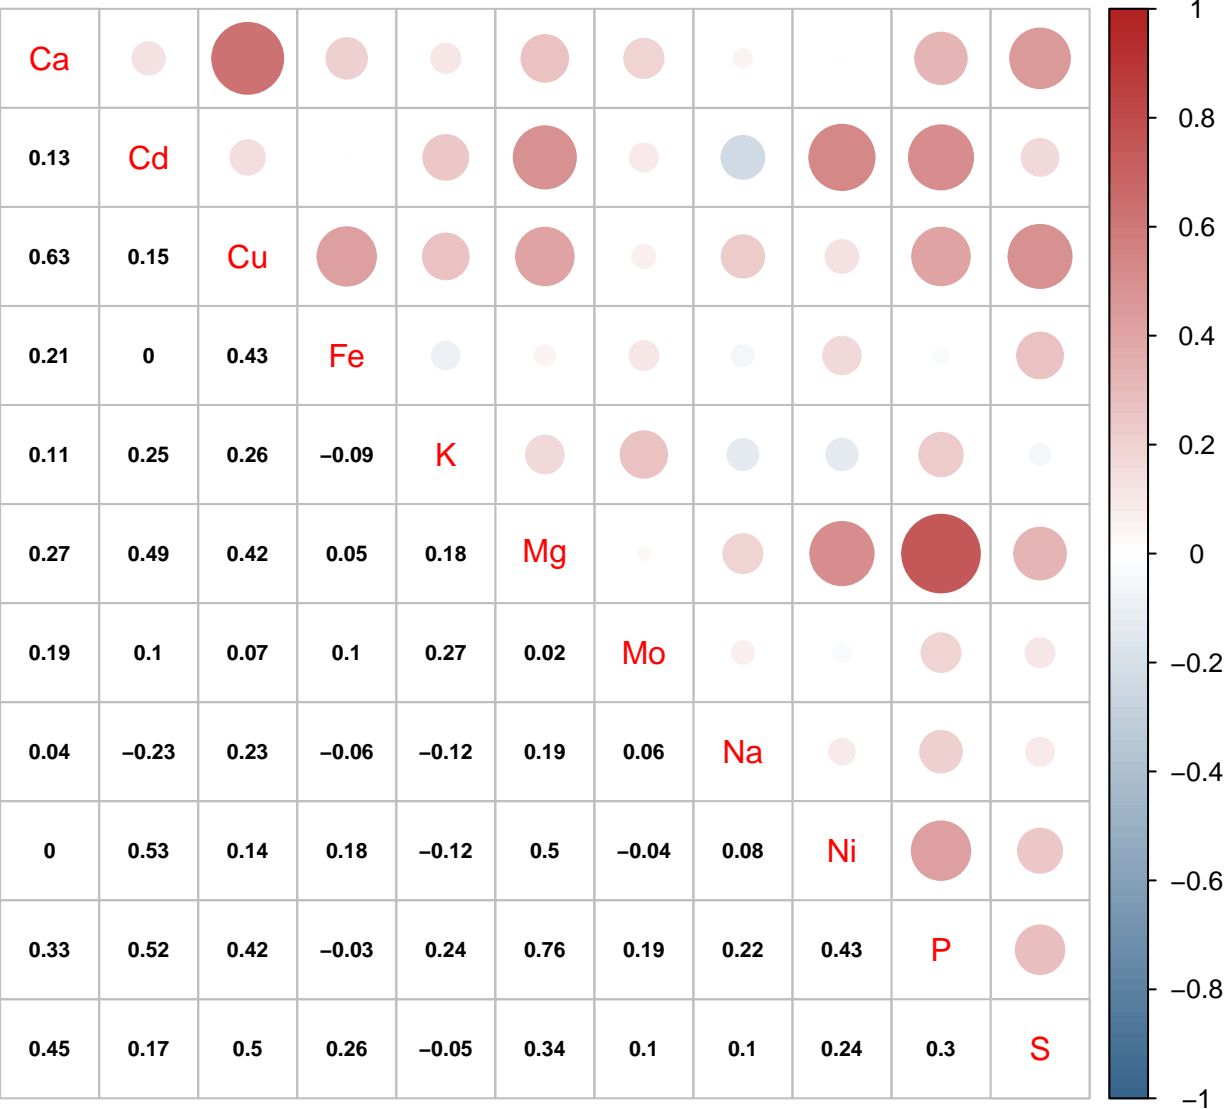 Ca
0.13 Cd
0.63 0.15 Cu
0.21 0 0.43 Fe
0.11 0.25 0.26 −0.09 K
0.27 0.49 0.42 0.05 0.18 Mg
0.19 0.1 0.07 0.1 0.27 0.02 Mo
0.04 −0.23 0.23 −0.06 −0.12 0.19 0.06 Na
0 0.53 0.14 0.18 −0.12 0.5 −0.04 0.08 Ni
0.33 0.52 0.42 −0.03 0.24 0.76 0.19 0.22 0.43 P
0.45 0.17 0.5 0.26 −0.05 0.34 0.1 0.1 0.24 0.3 S
1
0.8
0.6
0.4
0.2
0
−0.2
−0.4
−0.6
−0.8
−1